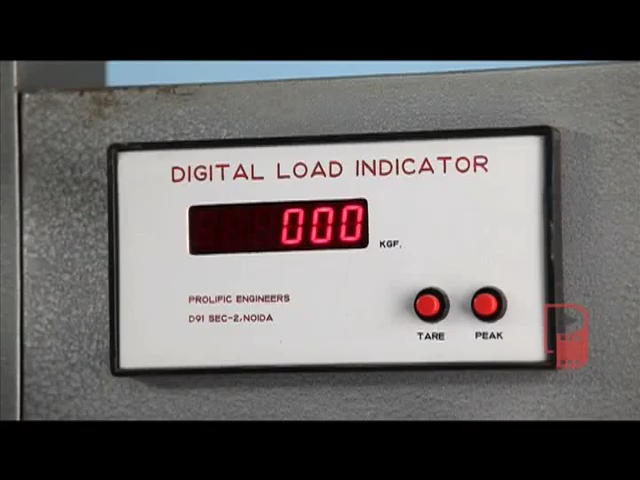 DIGITAL LOAD INDICATOR
000
KGF.
PROLIFIC ENGINEERS
D91 SEC-2, NOIDA
TARE PEAK